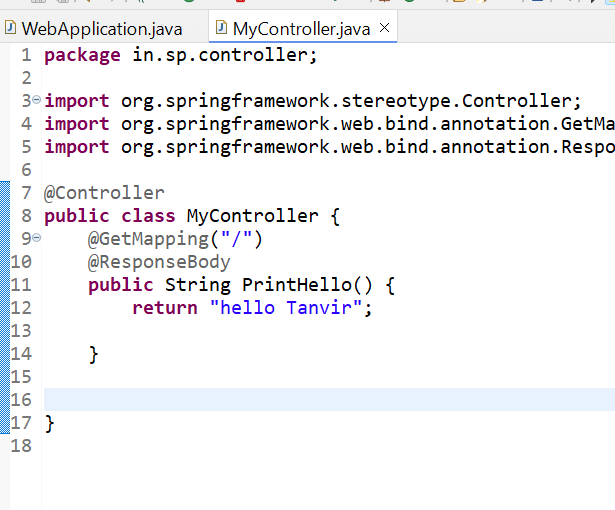 WebApplication.java
MyController.java
1 package in.sp.controller;
2
3 import org.springframework.stereotype.Controller;
4 import org.springframework.web.bind.annotation.GetMa
5 import org.springframework.web.bind.annotation.Respo
6
7 @Controller
8 public class MyController {
9 @GetMapping("/")
10 @ResponseBody
11 public String PrintHello() {
12 return "hello Tanvir";
13
14 }
15
16
17 }
18